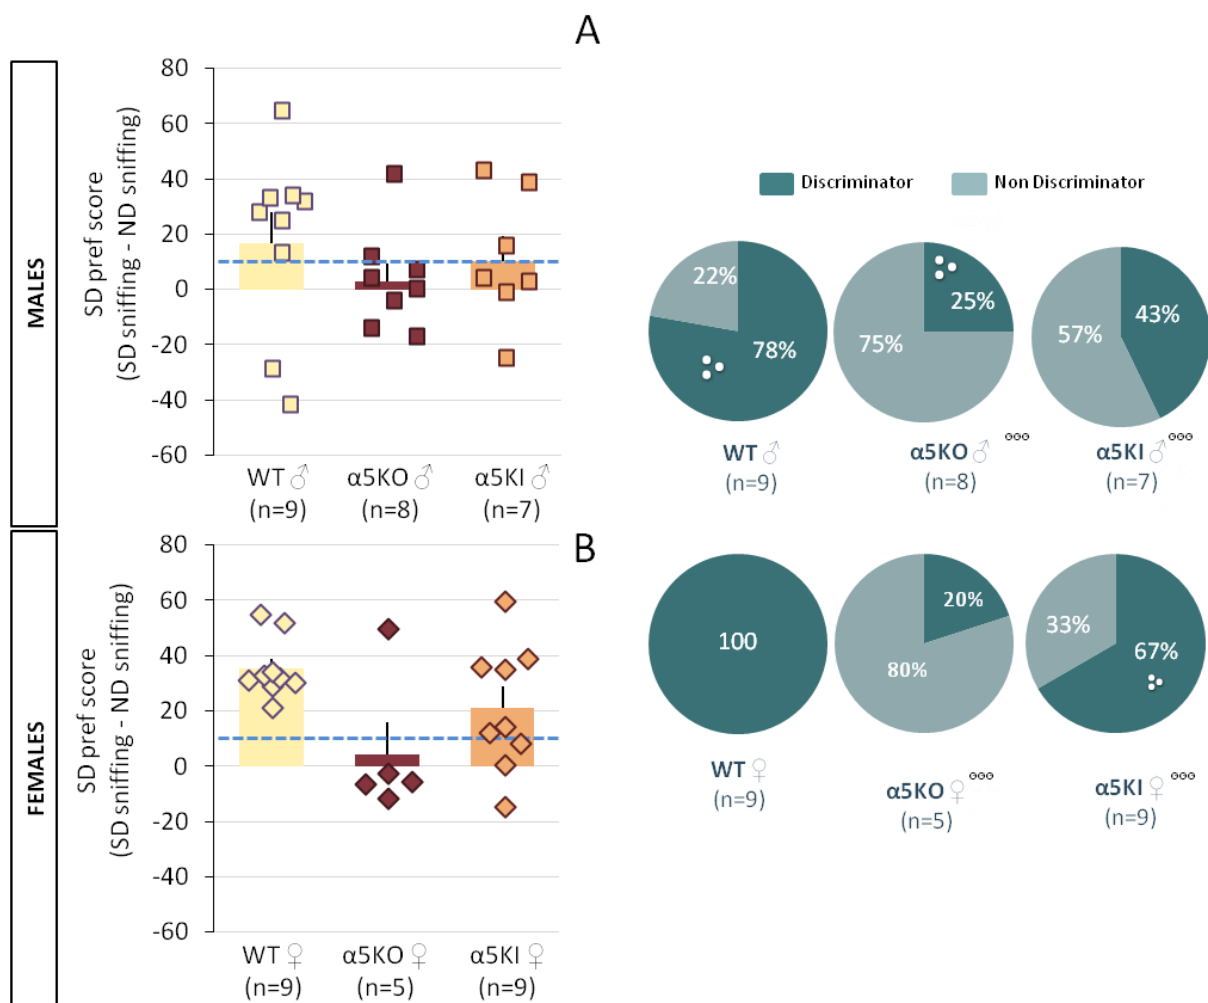 A
MALES
SD pref score
(SD sniffing - ND sniffing)
80
60
40
20
0
-20
-40
-60
WT ♂
(n=9)
α5KO ♂
(n=8)
α5KI ♂
(n=7)
Discriminator
Non Discriminator
22%
78%
25%
75%
43%
57%
WT ♂
(n=9)
α5KO ♂ °°°
(n=8)
α5KI ♂ °°°
(n=7)
B
FEMALES
SD pref score
(SD sniffing - ND sniffing)
80
60
40
20
0
-20
-40
-60
WT ♀
(n=9)
α5KO ♀
(n=5)
α5KI ♀
(n=9)
100
20%
80%
33%
67%
WT ♀
(n=9)
α5KO ♀ °°°
(n=5)
α5KI ♀ °°°
(n=9)